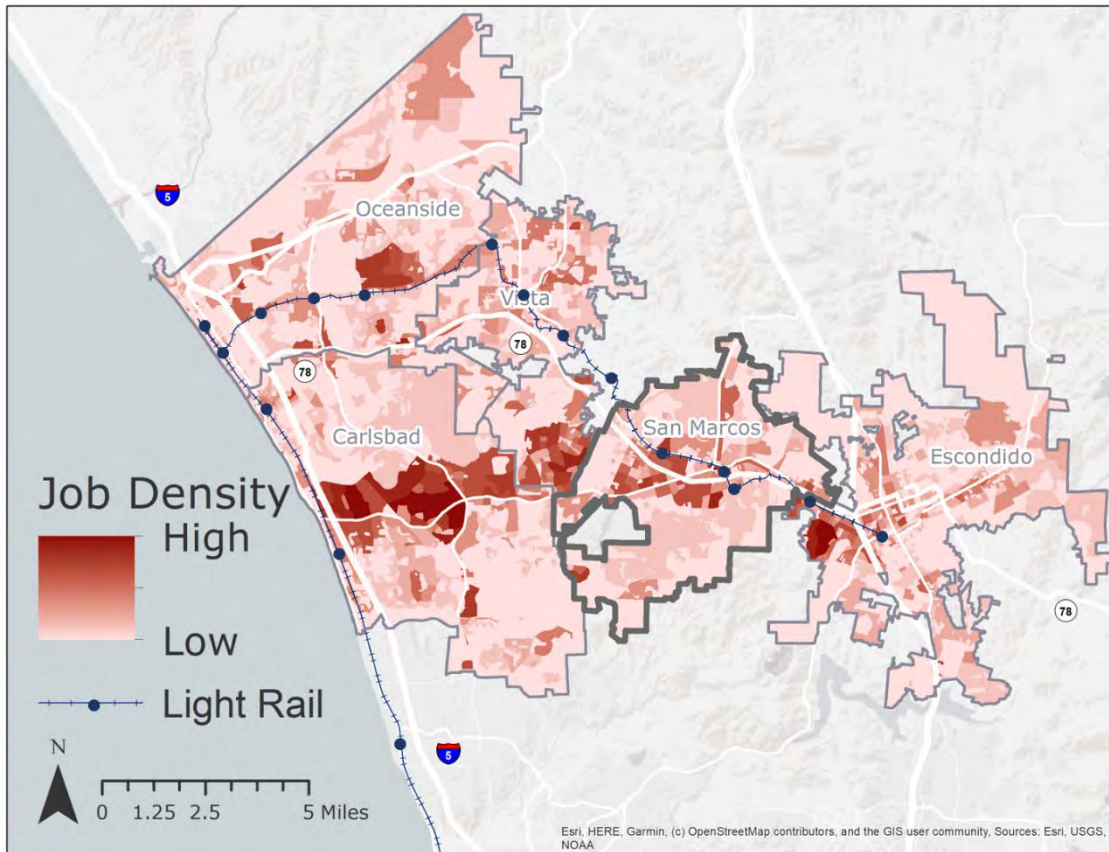 5
Oceanside
Vista
78
78
San Marcos
Carlsbad
Escondido
Job Density
High
Low
78
Light Rail
5
N
0 1.25 2.5 5 Miles
Esri, HERE, Garmin, (c) OpenStreetMap contributors, and the GIS user community, Sources: Esri, USGS,
NOAA